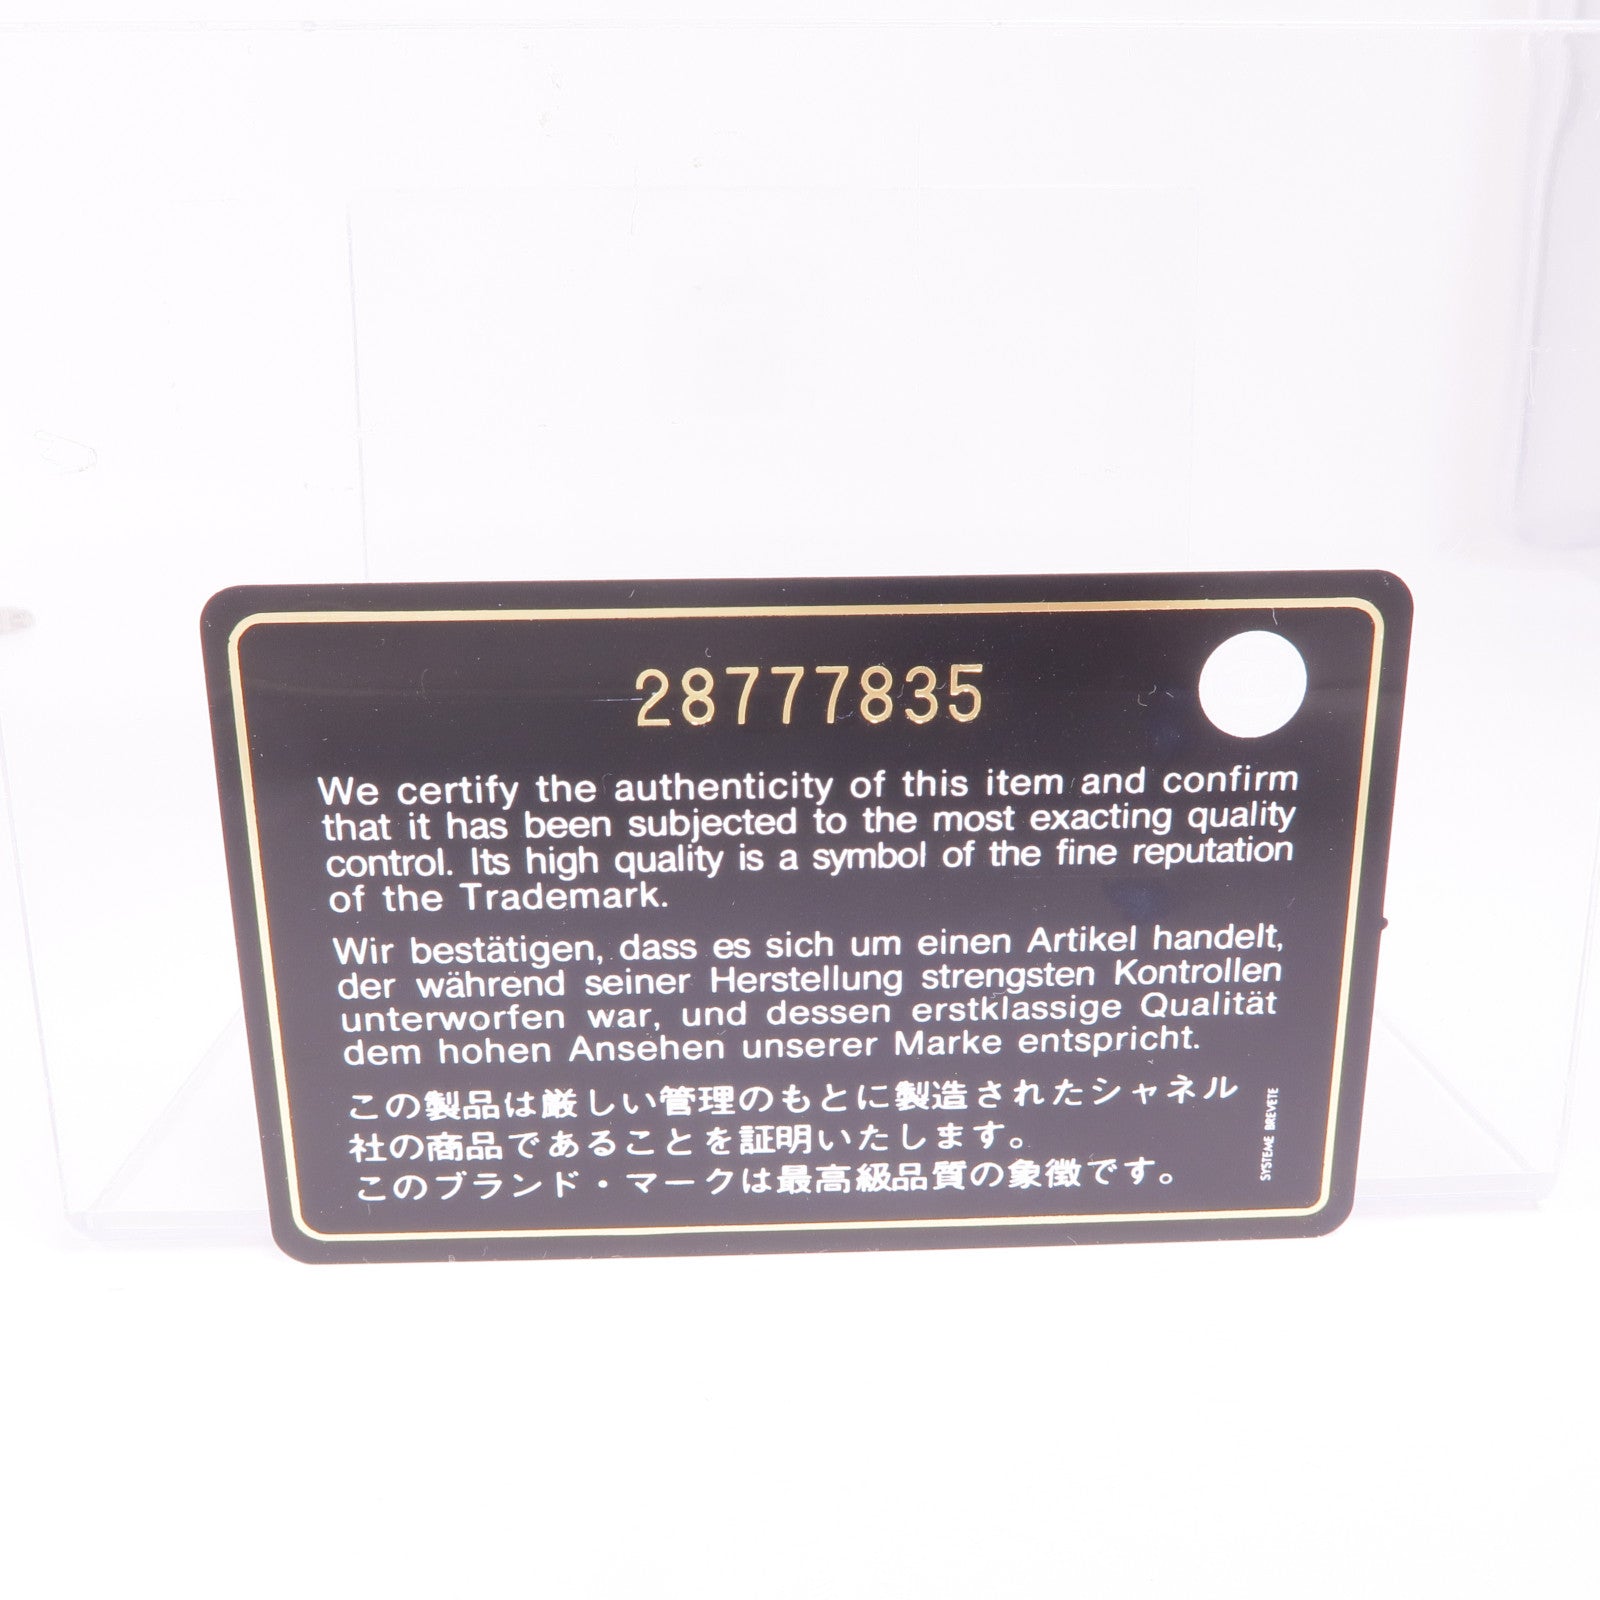 28777835
We certify the authenticity of this item and confirm
that it has been subjected to the most exacting quality
control. Its high quality is a symbol of the fine reputation
of the Trademark.
Wir bestätigen, dass es sich um einen Artikel handelt,
der während seiner Herstellung strengsten Kontrollen
unterworfen war, und dessen erstklassige Qualität
dem hohen Ansehen unserer Marke entspricht.
この製品は厳しい管理のもとに製造されたシャネル
社の商品であることを証明いたします。
このブランド・マークは最高級品質の象徴です。
SYSTEME BREVETE